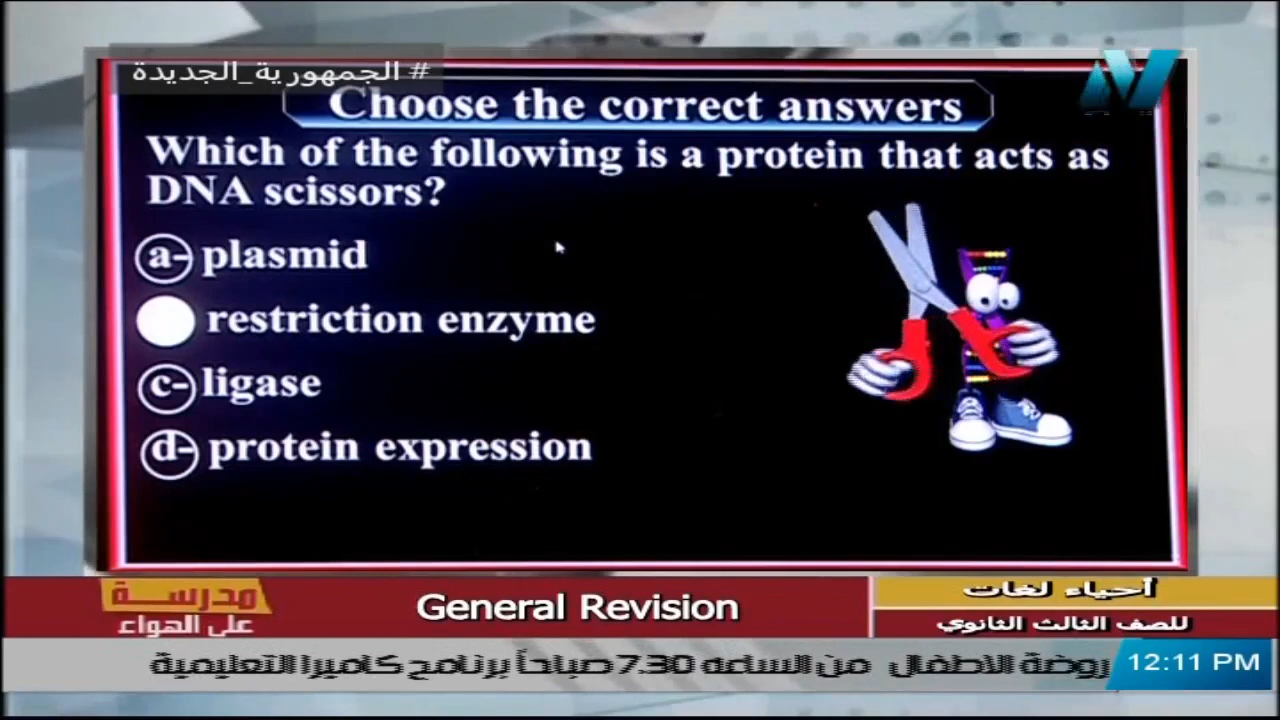 # الجمهورية_الجديدة
Choose the correct answers
Which of the following is a protein that acts as
DNA scissors?
a- plasmid
restriction enzyme
c- ligase
d- protein expression
مدرسة
على الهواء
General Revision
أحياء لغات
للصف الثالث الثانوي
روضة الاطفال من الساعه 7.30 صباحاً برنامج كاميرا التعليمية
12:11 PM